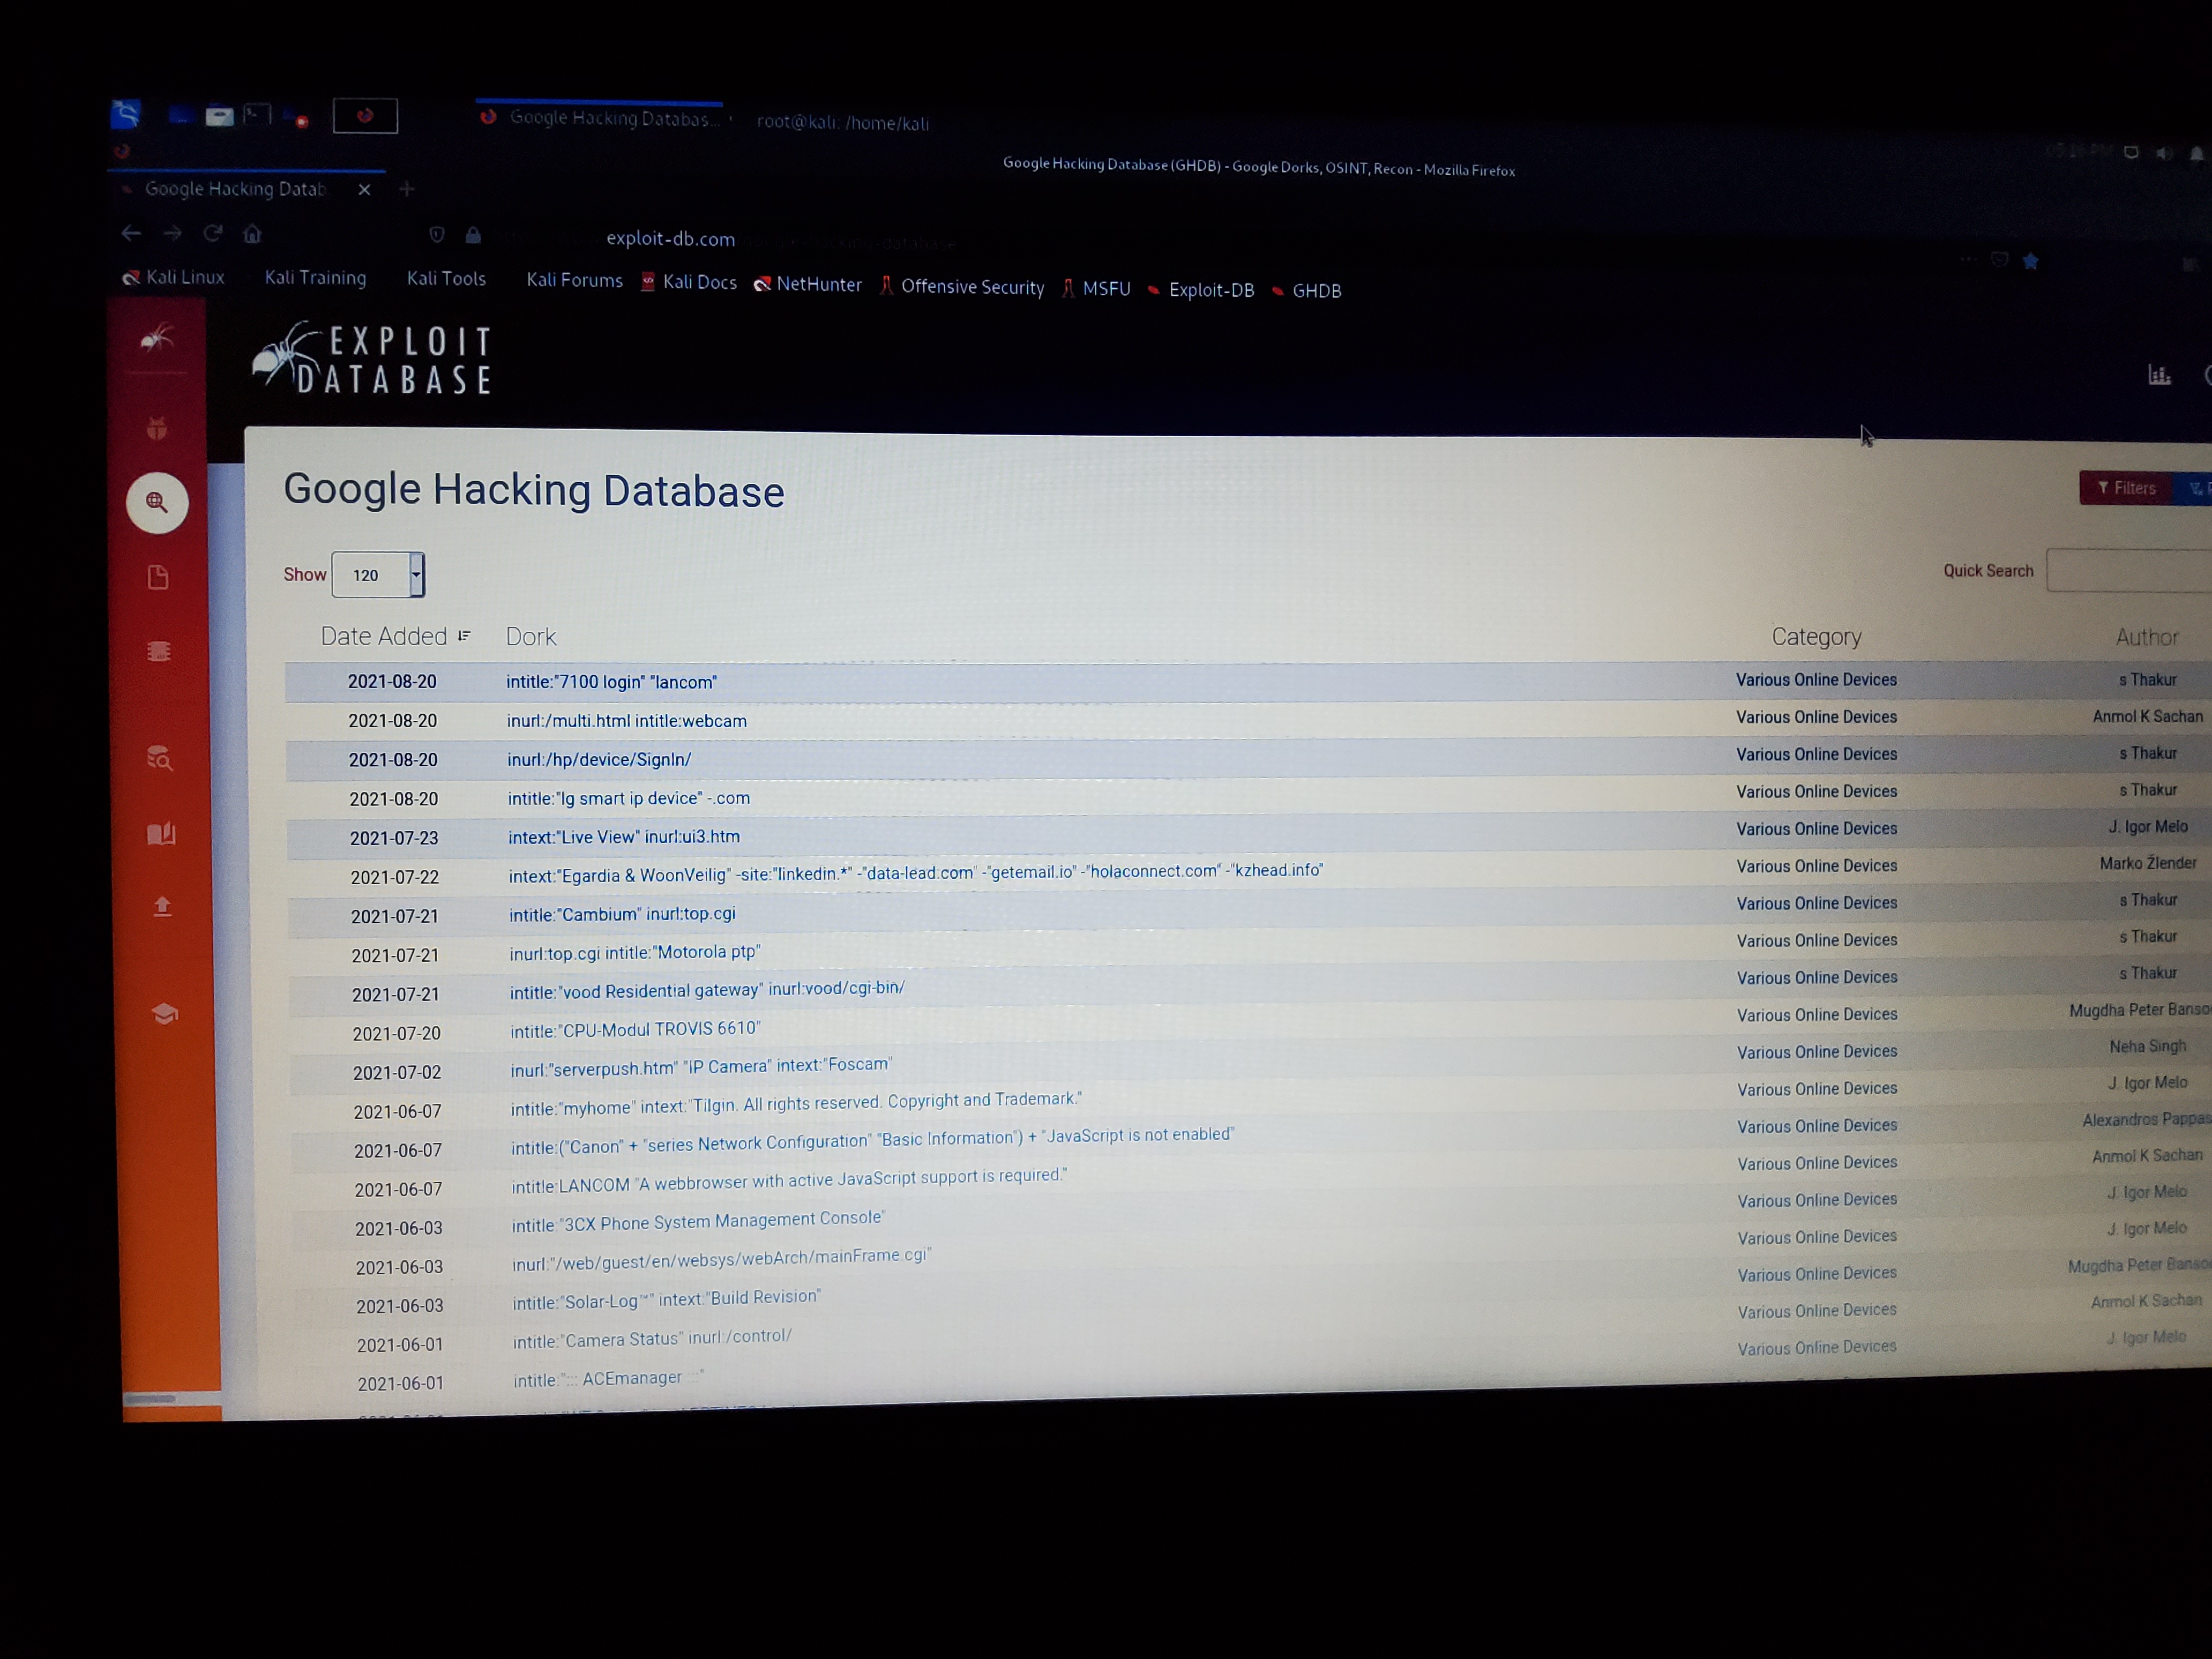 Google Hacking Databas...
root@kali: /home/kali
Google Hacking Database (GHDB) - Google Dorks, OSINT, Recon - Mozilla Firefox
Google Hacking Datab
exploit-db.com
Kali Linux Kali Training Kali Tools Kali Forums Kali Docs NetHunter Offensive Security MSFU Exploit-DB GHDB
EXPLOIT
DATABASE
Google Hacking Database
Filters
Show 120 Quick Search
Date Added Dork Category Author
2021-08-20 intitle:"7100 login" "lancom" Various Online Devices s Thakur
2021-08-20 inurl:/multi.html intitle:webcam Various Online Devices Anmol K Sachan
2021-08-20 inurl:/hp/device/SignIn/ Various Online Devices s Thakur
2021-08-20 intitle:"lg smart ip device" -.com Various Online Devices s Thakur
2021-07-23 intext:"Live View" inurl:ui3.htm Various Online Devices J. Igor Melo
2021-07-22 intext:"Egardia & WoonVeilig" -site:"linkedin.*" -"data-lead.com" -"getemail.io" -"holaconnect.com" -"kzhead.info" Various Online Devices Marko Žlender
2021-07-21 intitle:"Cambium" inurl:top.cgi Various Online Devices s Thakur
2021-07-21 inurl:top.cgi intitle:"Motorola ptp" Various Online Devices s Thakur
2021-07-21 intitle:"vood Residential gateway" inurl:vood/cgi-bin/ Various Online Devices s Thakur
2021-07-20 intitle:"CPU-Modul TROVIS 6610" Various Online Devices Mugdha Peter Banso
2021-07-02 inurl:"serverpush.htm" "IP Camera" intext:"Foscam" Various Online Devices Neha Singh
2021-06-07 intitle:"myhome" intext:"Tilgin. All rights reserved. Copyright and Trademark." Various Online Devices J. Igor Melo
2021-06-07 intitle:("Canon" + "series Network Configuration" "Basic Information") + "JavaScript is not enabled" Various Online Devices Alexandros Pappas
2021-06-07 intitle:LANCOM "A webbrowser with active JavaScript support is required." Various Online Devices Anmol K Sachan
2021-06-03 intitle:"3CX Phone System Management Console" Various Online Devices J. Igor Melo
2021-06-03 inurl:"/web/guest/en/websys/webArch/mainFrame.cgi" Various Online Devices J. Igor Melo
2021-06-03 intitle:"Solar-Log™" intext:"Build Revision" Various Online Devices Mugdha Peter Banso
2021-06-01 intitle:"Camera Status" inurl:/control/ Various Online Devices Anmol K Sachan
2021-06-01 intitle:"::: ACEmanager :::" Various Online Devices J. Igor Melo